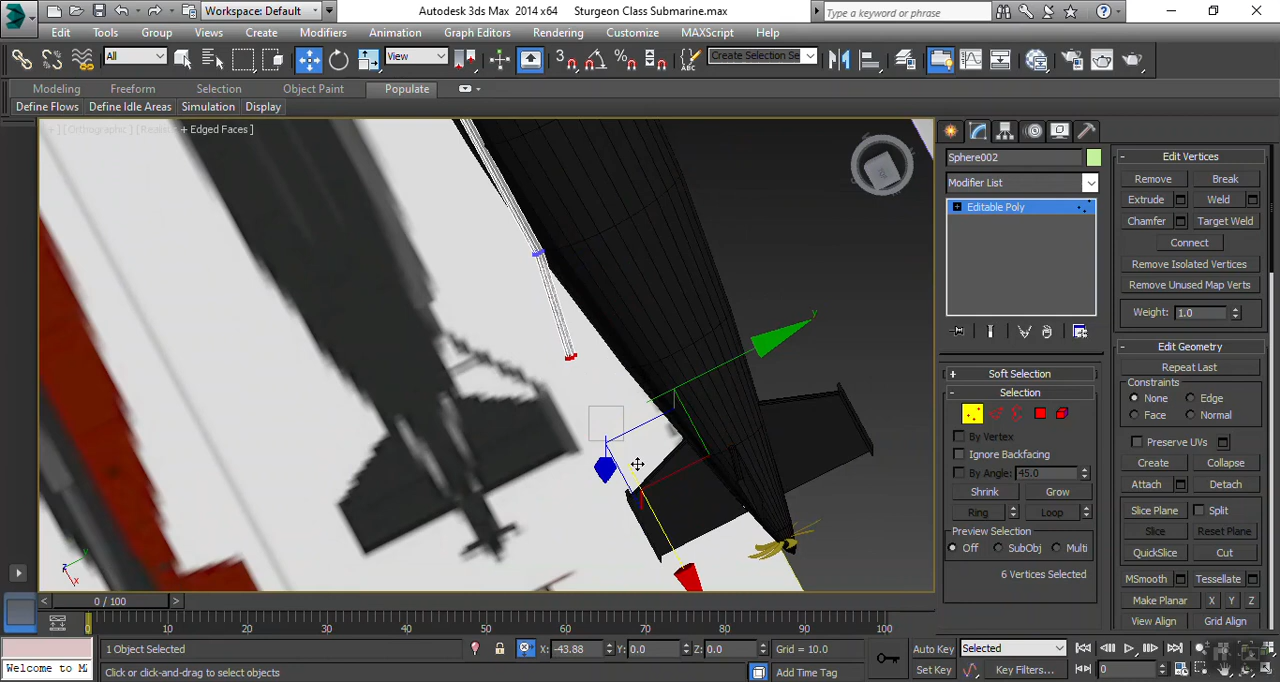 Workspace: Default
Autodesk 3ds Max 2014 x64 Sturgeon Class Submarine.max
Type a keyword or phrase
Edit Tools Group Views Create Modifiers Animation Graph Editors Rendering Customize MAXScript Help
All View 3 Create Selection Se
Modeling Freeform Selection Object Paint Populate
Define Flows Define Idle Areas Simulation Display
+ Edged Faces ]
y
x
y
z
Sphere002
Modifier List
Editable Poly
Soft Selection
Selection
By Vertex
Ignore Backfacing
By Angle: 45.0
Shrink Grow
Ring Loop
Preview Selection
Off SubObj Multi
6 Vertices Selected
Edit Vertices
Remove Break
Extrude Weld
Chamfer Target Weld
Connect
Remove Isolated Vertices
Remove Unused Map Verts
Weight: 1.0
Edit Geometry
Repeat Last
Constraints
None Edge
Face Normal
Preserve UVs
Create Collapse
Attach Detach
Slice Plane Split
Slice Reset Plane
QuickSlice Cut
MSmooth Tessellate
Make Planar X Y Z
View Align Grid Align
< 0 / 100 >
0 10 20 30 40 50 60 70 80 90 100
1 Object Selected X: -43.88 Y: 0.0 Z: 0.0 Grid = 10.0 Auto Key Selected
Welcome to M Click or click-and-drag to select objects Add Time Tag Set Key Key Filters... 0